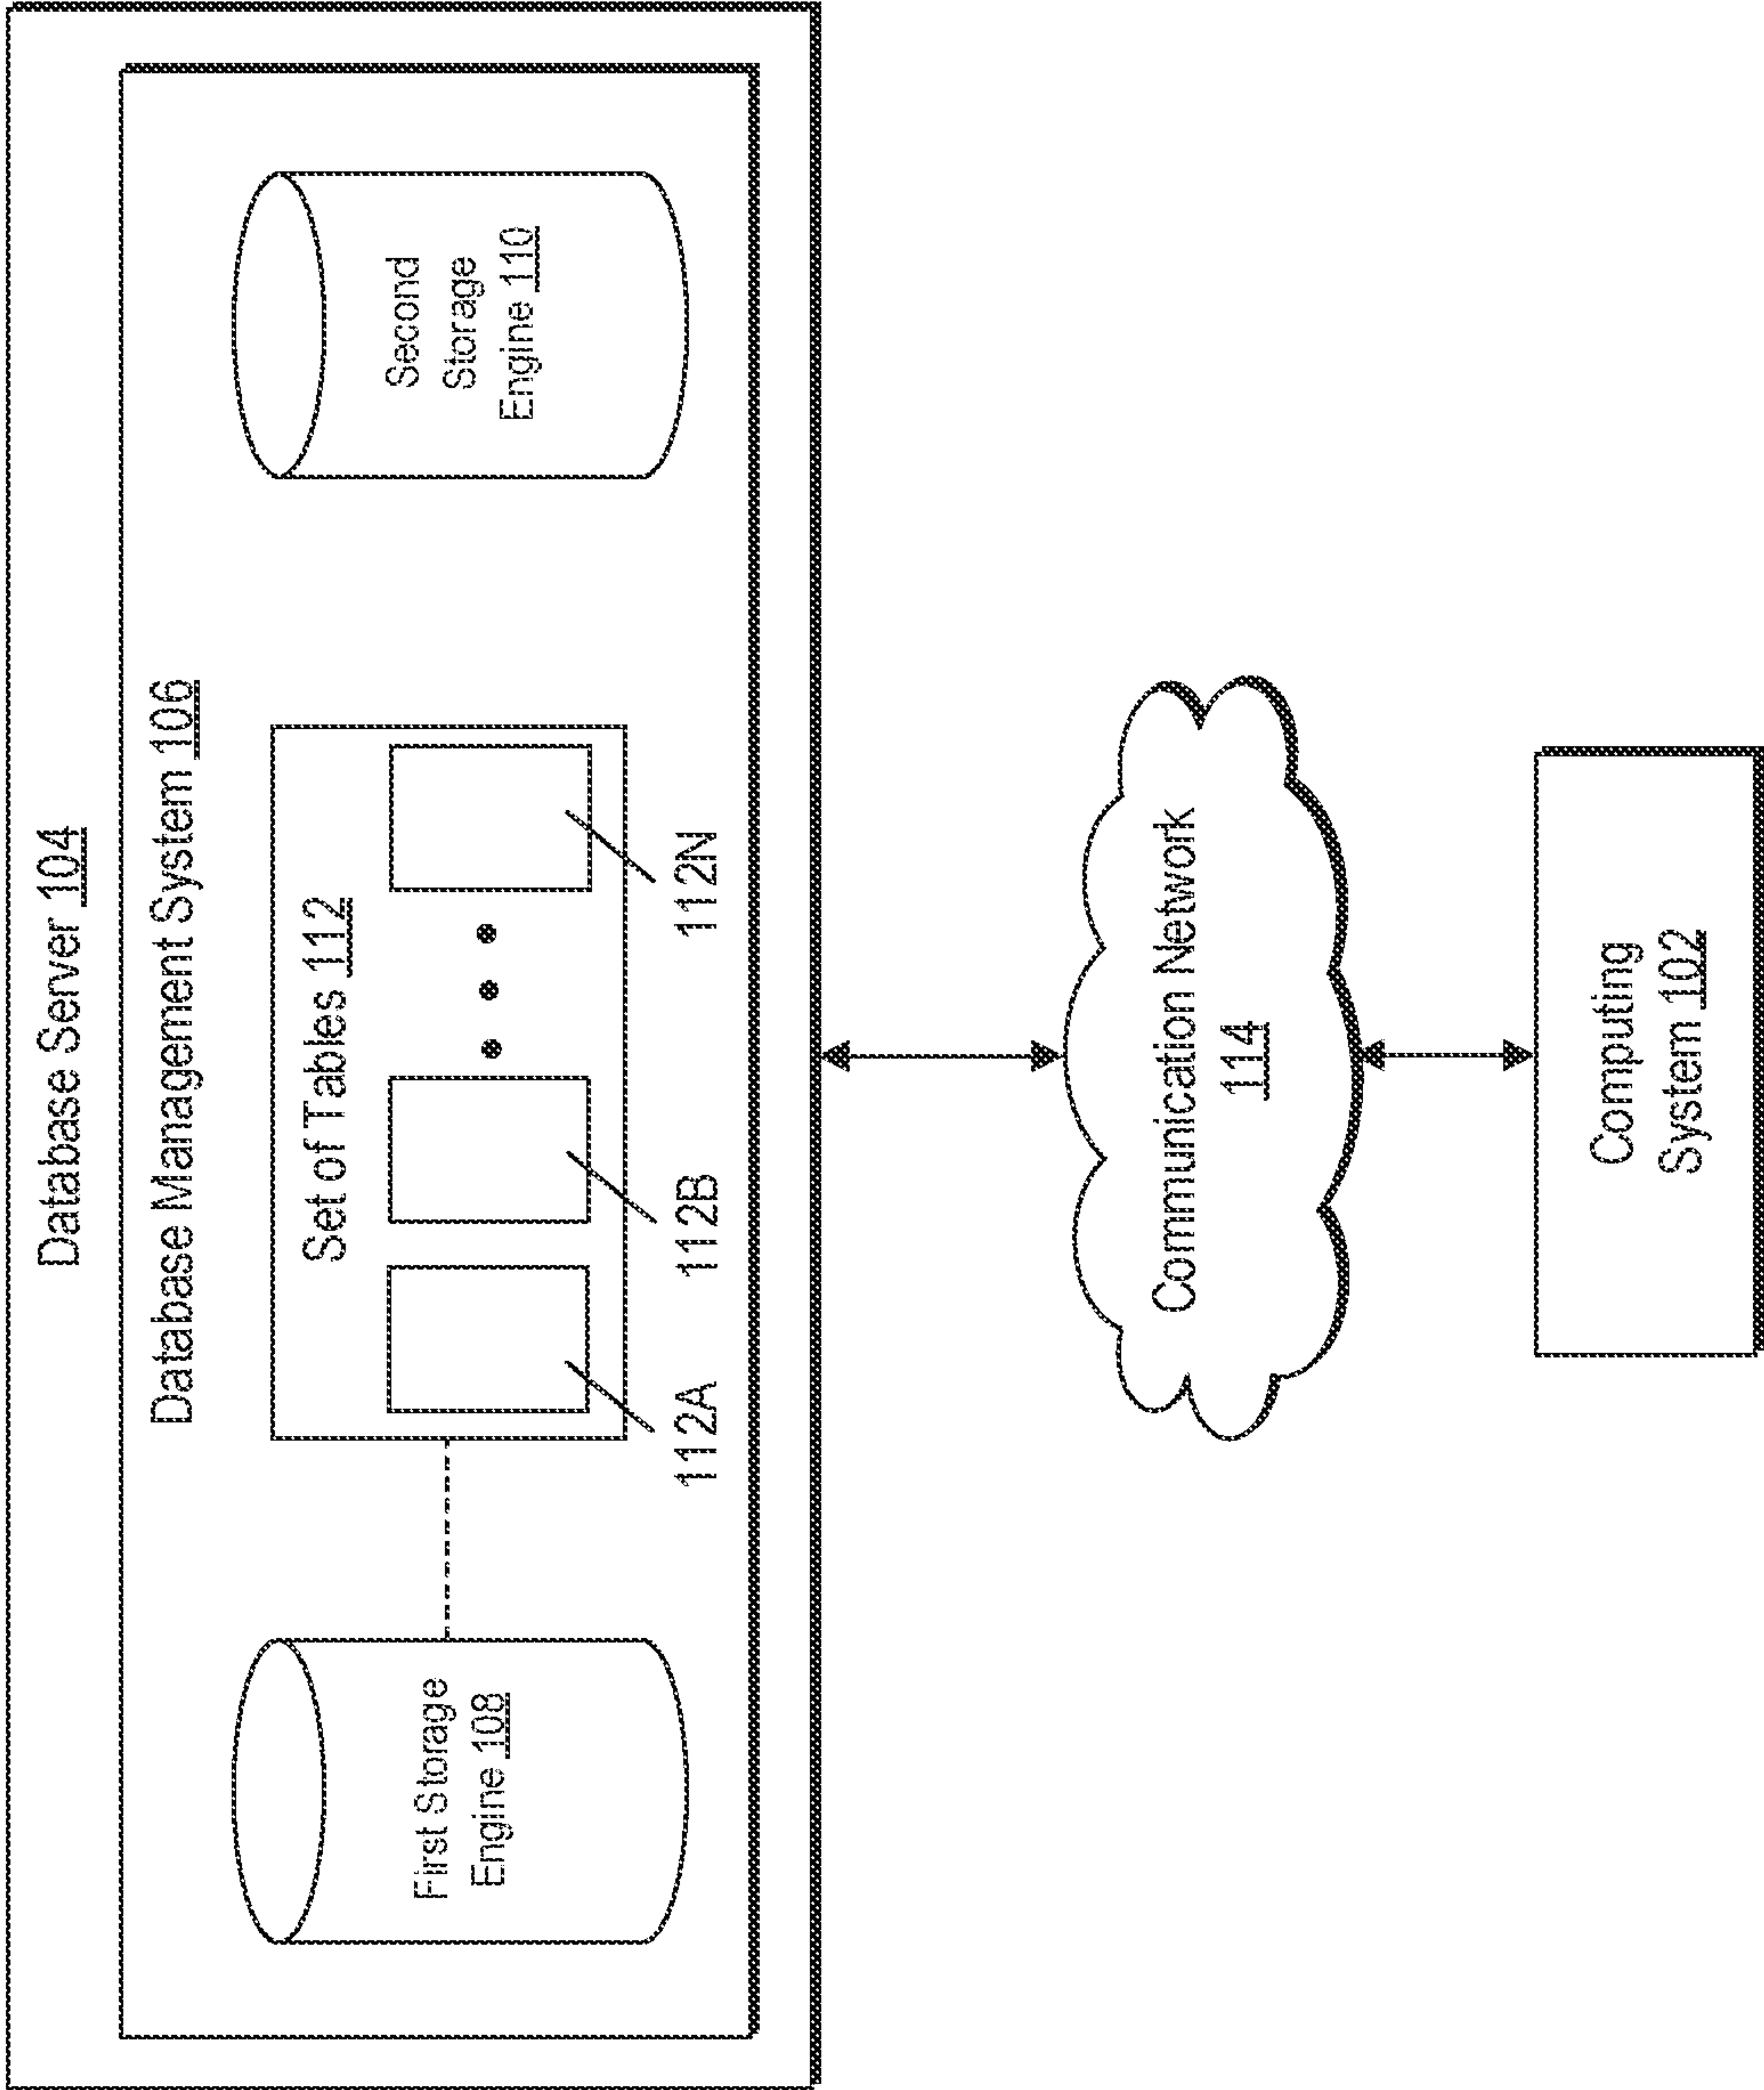 Database Server 104
Database Management System 106
First Storage
Engine 108
Set of Tables 112
112A
112B
112N
Second
Storage
Engine 110
Communication Network
114
Computing
System 102